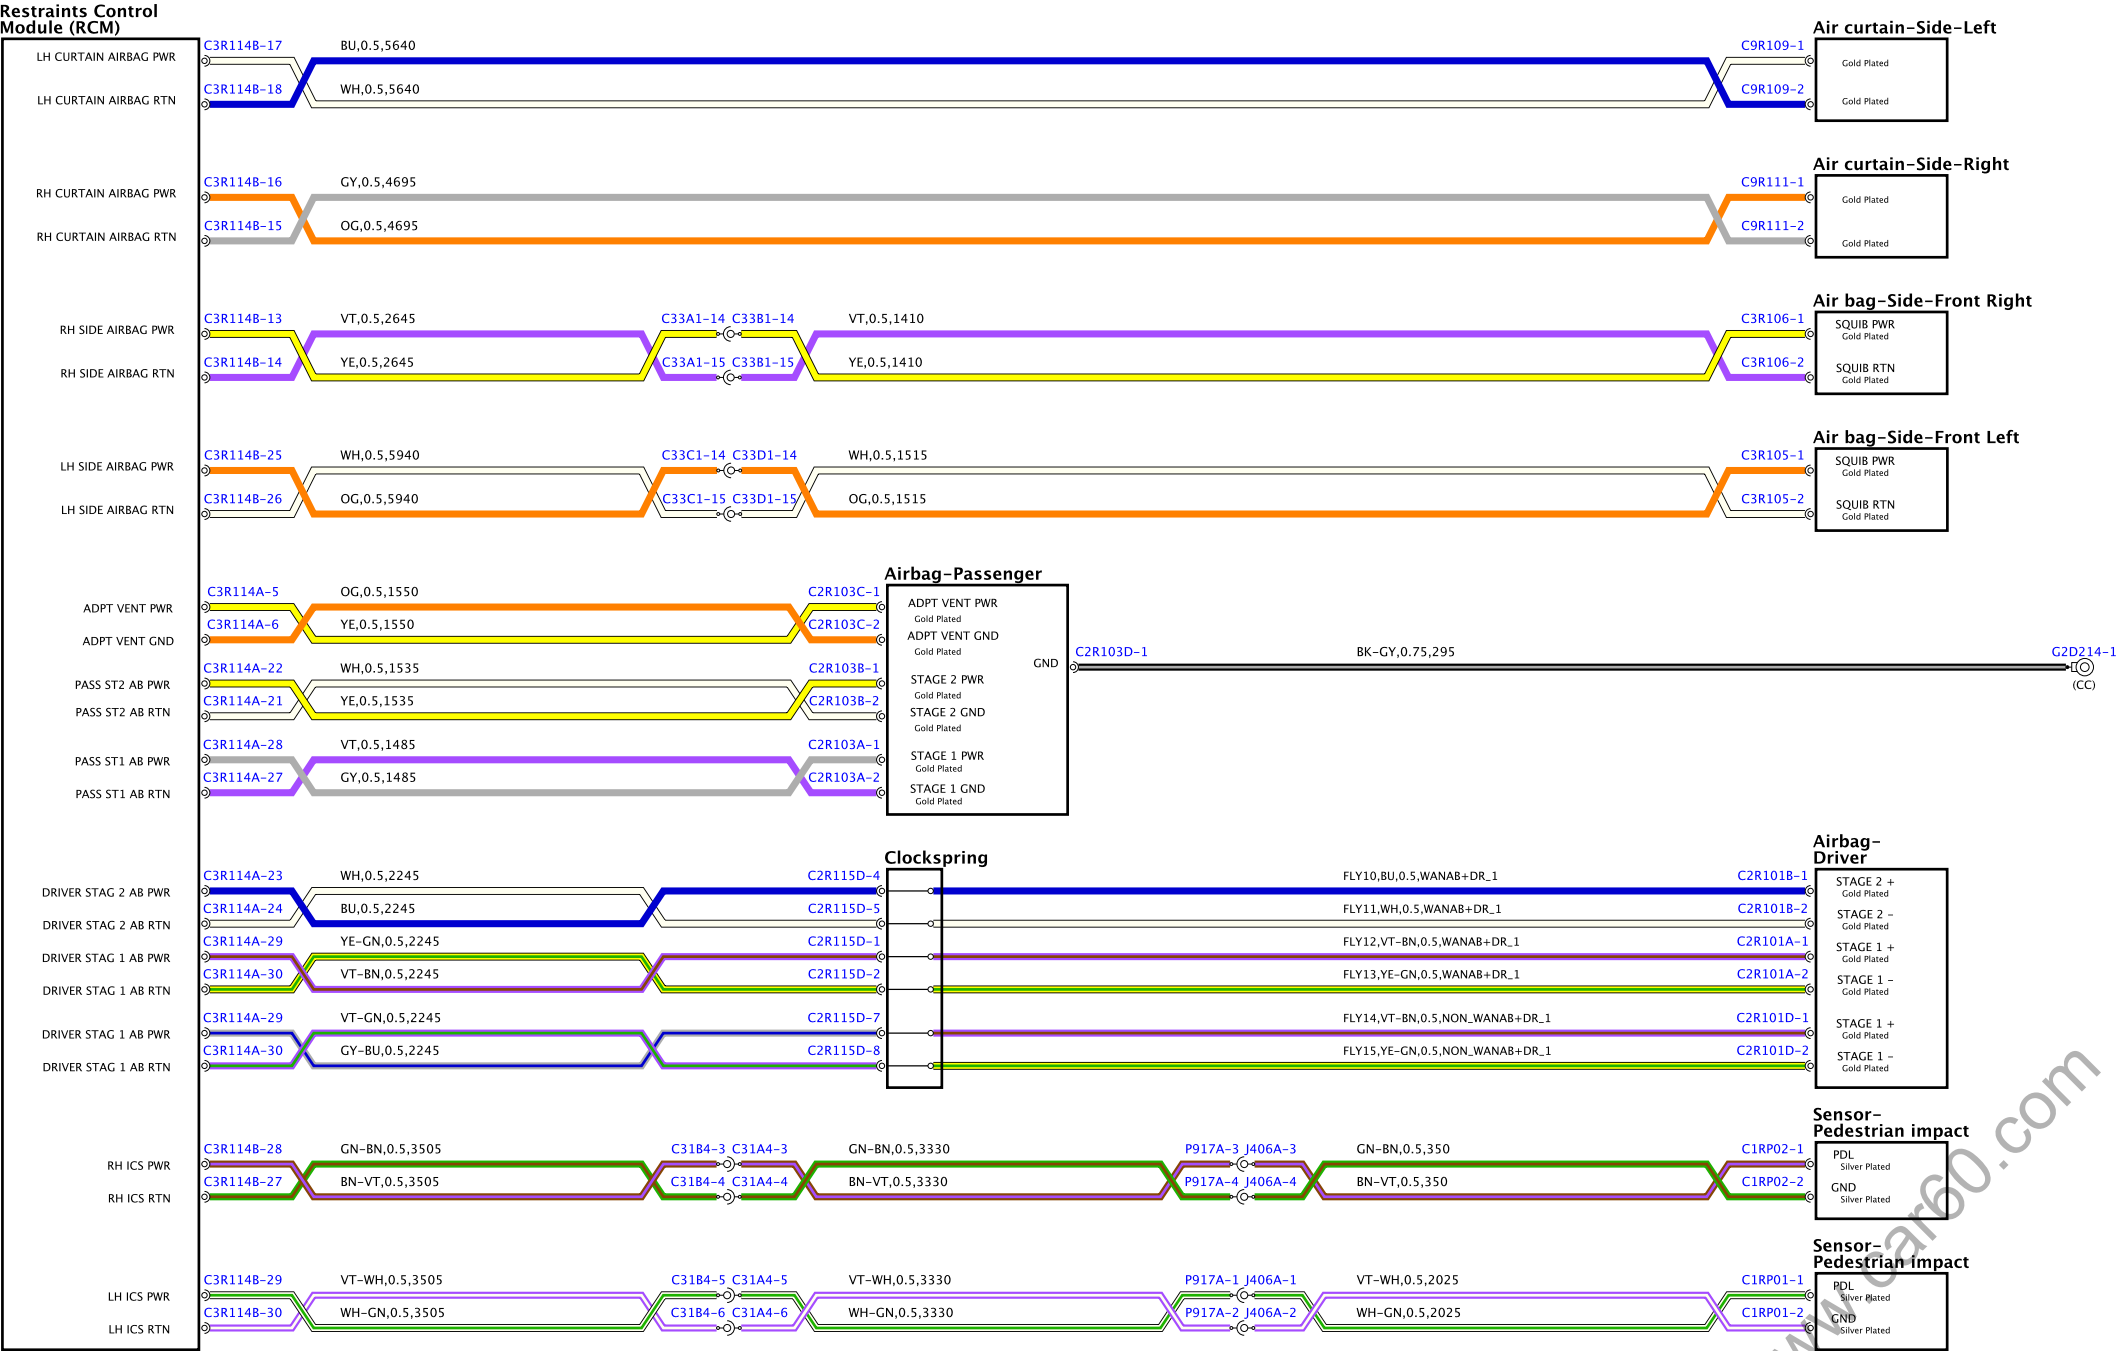 Restraints Control
Module (RCM)
Air curtain-Side-Left
LH CURTAIN AIRBAG PWR
C3R114B-17
BU,0.5,5640
C9R109-1
Gold Plated
LH CURTAIN AIRBAG RTN
C3R114B-18
WH,0.5,5640
C9R109-2
Gold Plated
Air curtain-Side-Right
RH CURTAIN AIRBAG PWR
C3R114B-16
GY,0.5,4695
C9R111-1
Gold Plated
RH CURTAIN AIRBAG RTN
C3R114B-15
OG,0.5,4695
C9R111-2
Gold Plated
Air bag-Side-Front Right
RH SIDE AIRBAG PWR
C3R114B-13
VT,0.5,2645
C33A1-14 C33B1-14
VT,0.5,1410
C3R106-1
SQUIB PWR
Gold Plated
RH SIDE AIRBAG RTN
C3R114B-14
YE,0.5,2645
C33A1-15 C33B1-15
YE,0.5,1410
C3R106-2
SQUIB RTN
Gold Plated
Air bag-Side-Front Left
LH SIDE AIRBAG PWR
C3R114B-25
WH,0.5,5940
C33C1-14 C33D1-14
WH,0.5,1515
C3R105-1
SQUIB PWR
Gold Plated
LH SIDE AIRBAG RTN
C3R114B-26
OG,0.5,5940
C33C1-15 C33D1-15
OG,0.5,1515
C3R105-2
SQUIB RTN
Gold Plated
Airbag-Passenger
ADPT VENT PWR
C3R114A-5
OG,0.5,1550
C2R103C-1
ADPT VENT PWR
Gold Plated
ADPT VENT GND
C3R114A-6
YE,0.5,1550
C2R103C-2
ADPT VENT GND
Gold Plated
GND
C2R103D-1
BK-GY,0.75,295
G2D214-1
(CC)
PASS ST2 AB PWR
C3R114A-22
WH,0.5,1535
C2R103B-1
STAGE 2 PWR
Gold Plated
PASS ST2 AB RTN
C3R114A-21
YE,0.5,1535
C2R103B-2
STAGE 2 GND
Gold Plated
PASS ST1 AB PWR
C3R114A-28
VT,0.5,1485
C2R103A-1
STAGE 1 PWR
Gold Plated
PASS ST1 AB RTN
C3R114A-27
GY,0.5,1485
C2R103A-2
STAGE 1 GND
Gold Plated
Clockspring
Airbag-
Driver
DRIVER STAG 2 AB PWR
C3R114A-23
WH,0.5,2245
C2R115D-4
FLY10,BU,0.5,WANAB+DR_1
C2R101B-1
STAGE 2 +
Gold Plated
DRIVER STAG 2 AB RTN
C3R114A-24
BU,0.5,2245
C2R115D-5
FLY11,WH,0.5,WANAB+DR_1
C2R101B-2
STAGE 2 -
Gold Plated
DRIVER STAG 1 AB PWR
C3R114A-29
YE-GN,0.5,2245
C2R115D-1
FLY12,VT-BN,0.5,WANAB+DR_1
C2R101A-1
STAGE 1 +
Gold Plated
DRIVER STAG 1 AB RTN
C3R114A-30
VT-BN,0.5,2245
C2R115D-2
FLY13,YE-GN,0.5,WANAB+DR_1
C2R101A-2
STAGE 1 -
Gold Plated
DRIVER STAG 1 AB PWR
C3R114A-29
VT-GN,0.5,2245
C2R115D-7
FLY14,VT-BN,0.5,NON_WANAB+DR_1
C2R101D-1
STAGE 1 +
Gold Plated
DRIVER STAG 1 AB RTN
C3R114A-30
GY-BU,0.5,2245
C2R115D-8
FLY15,YE-GN,0.5,NON_WANAB+DR_1
C2R101D-2
STAGE 1 -
Gold Plated
Sensor-
Pedestrian impact
RH ICS PWR
C3R114B-28
GN-BN,0.5,3505
C31B4-3 C31A4-3
GN-BN,0.5,3330
P917A-3 J406A-3
GN-BN,0.5,350
C1RP02-1
PDL
Silver Plated
RH ICS RTN
C3R114B-27
BN-VT,0.5,3505
C31B4-4 C31A4-4
BN-VT,0.5,3330
P917A-4 J406A-4
BN-VT,0.5,350
C1RP02-2
GND
Silver Plated
Sensor-
Pedestrian impact
LH ICS PWR
C3R114B-29
VT-WH,0.5,3505
C31B4-5 C31A4-5
VT-WH,0.5,3330
P917A-1 J406A-1
VT-WH,0.5,2025
C1RP01-1
PDL
Silver Plated
LH ICS RTN
C3R114B-30
WH-GN,0.5,3505
C31B4-6 C31A4-6
WH-GN,0.5,3330
P917A-2 J406A-2
WH-GN,0.5,2025
C1RP01-2
GND
Silver Plated
www.car60.com